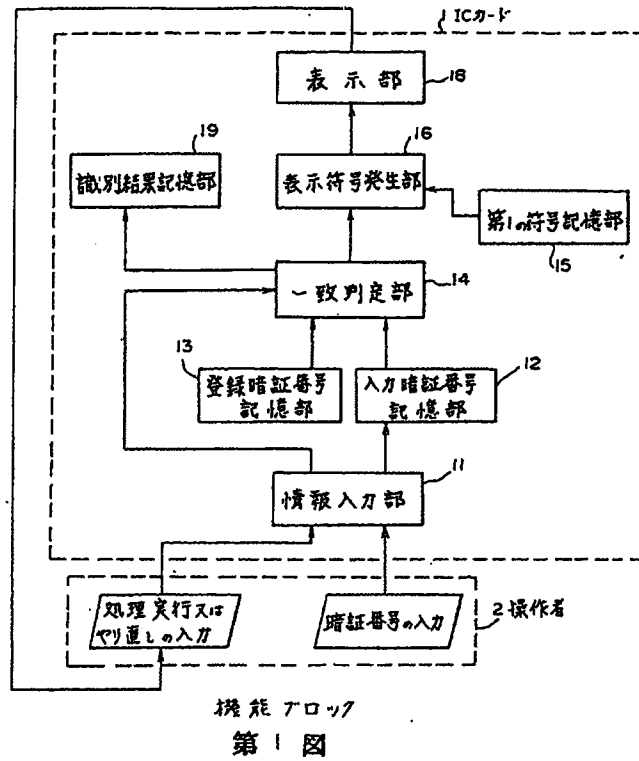 1 ICカード
表示部
18
19
16
識別結果記憶部
表示符号発生部
第1の符号記憶部
15
一致判定部
14
13
12
登録暗証番号
記憶部
入力暗証番号
記憶部
11
情報入力部
処理実行又は
やり直しの入力
暗証番号の入力
2 操作者
機能ブロック
第1図